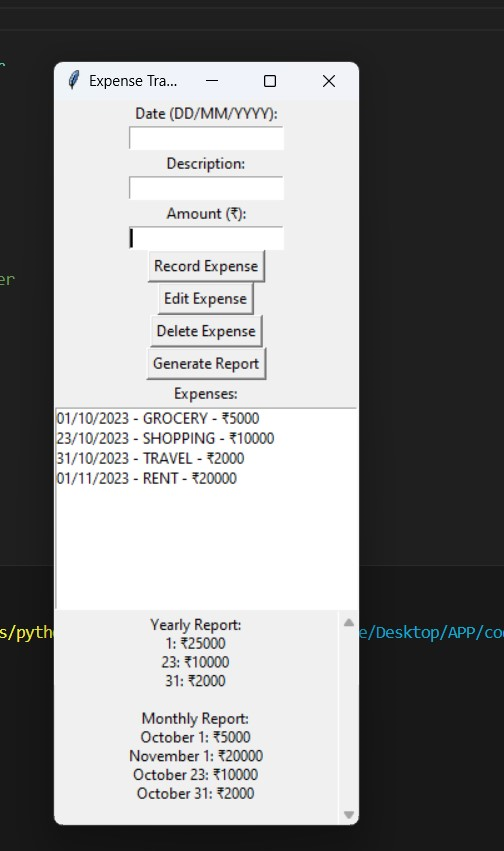 Expense Tra...
Date (DD/MM/YYYY):
Description:
Amount (₹):
er
Record Expense
Edit Expense
Delete Expense
Generate Report
Expenses:
01/10/2023 - GROCERY - ₹5000
23/10/2023 - SHOPPING - ₹10000
31/10/2023 - TRAVEL - ₹2000
01/11/2023 - RENT - ₹20000
Yearly Report:
s/pyth e/Desktop/APP/co
1: ₹25000
23: ₹10000
31: ₹2000
Monthly Report:
October 1: ₹5000
November 1: ₹20000
October 23: ₹10000
October 31: ₹2000